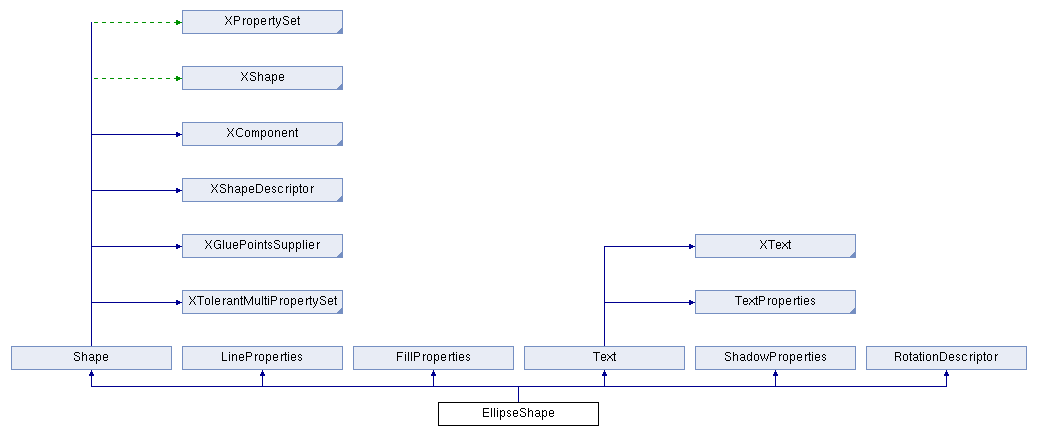 XPropertySet
XShape
XComponent
XShapeDescriptor
XGluePointsSupplier
XText
XTolerantMultiPropertySet
TextProperties
Shape
LineProperties
FillProperties
Text
ShadowProperties
RotationDescriptor
EllipseShape